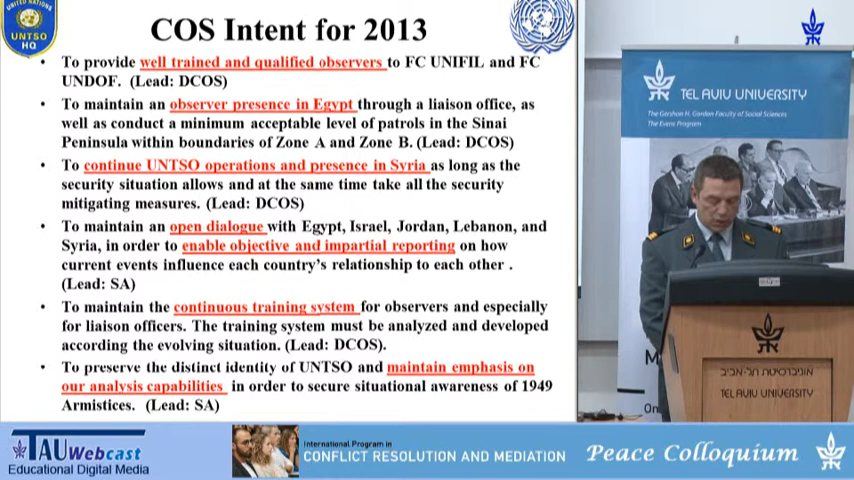 UNITED NATIONS
UNTSO
HQ
COS Intent for 2013
• To provide well trained and qualified observers to FC UNIFIL and FC
UNDOF. (Lead: DCOS)
• To maintain an observer presence in Egypt through a liaison office, as
well as conduct a minimum acceptable level of patrols in the Sinai
Peninsula within boundaries of Zone A and Zone B. (Lead: DCOS)
• To continue UNTSO operations and presence in Syria as long as the
security situation allows and at the same time take all the security
mitigating measures. (Lead: DCOS)
• To maintain an open dialogue with Egypt, Israel, Jordan, Lebanon, and
Syria, in order to enable objective and impartial reporting on how
current events influence each country's relationship to each other .
(Lead: SA)
• To maintain the continuous training system for observers and especially
for liaison officers. The training system must be analyzed and developed
according the evolving situation. (Lead: DCOS).
• To preserve the distinct identity of UNTSO and maintain emphasis on
our analysis capabilities in order to secure situational awareness of 1949
Armistices. (Lead: SA)
TEL AVIV UNIVERSITY
The Gershon H. Gordon Faculty of Social Sciences
The Evens Program
אוניברסיטת תל-אביב
TEL AVIV UNIVERSITY
TAU Webcast
Educational Digital Media
International Program in
CONFLICT RESOLUTION AND MEDIATION
Peace Colloquium